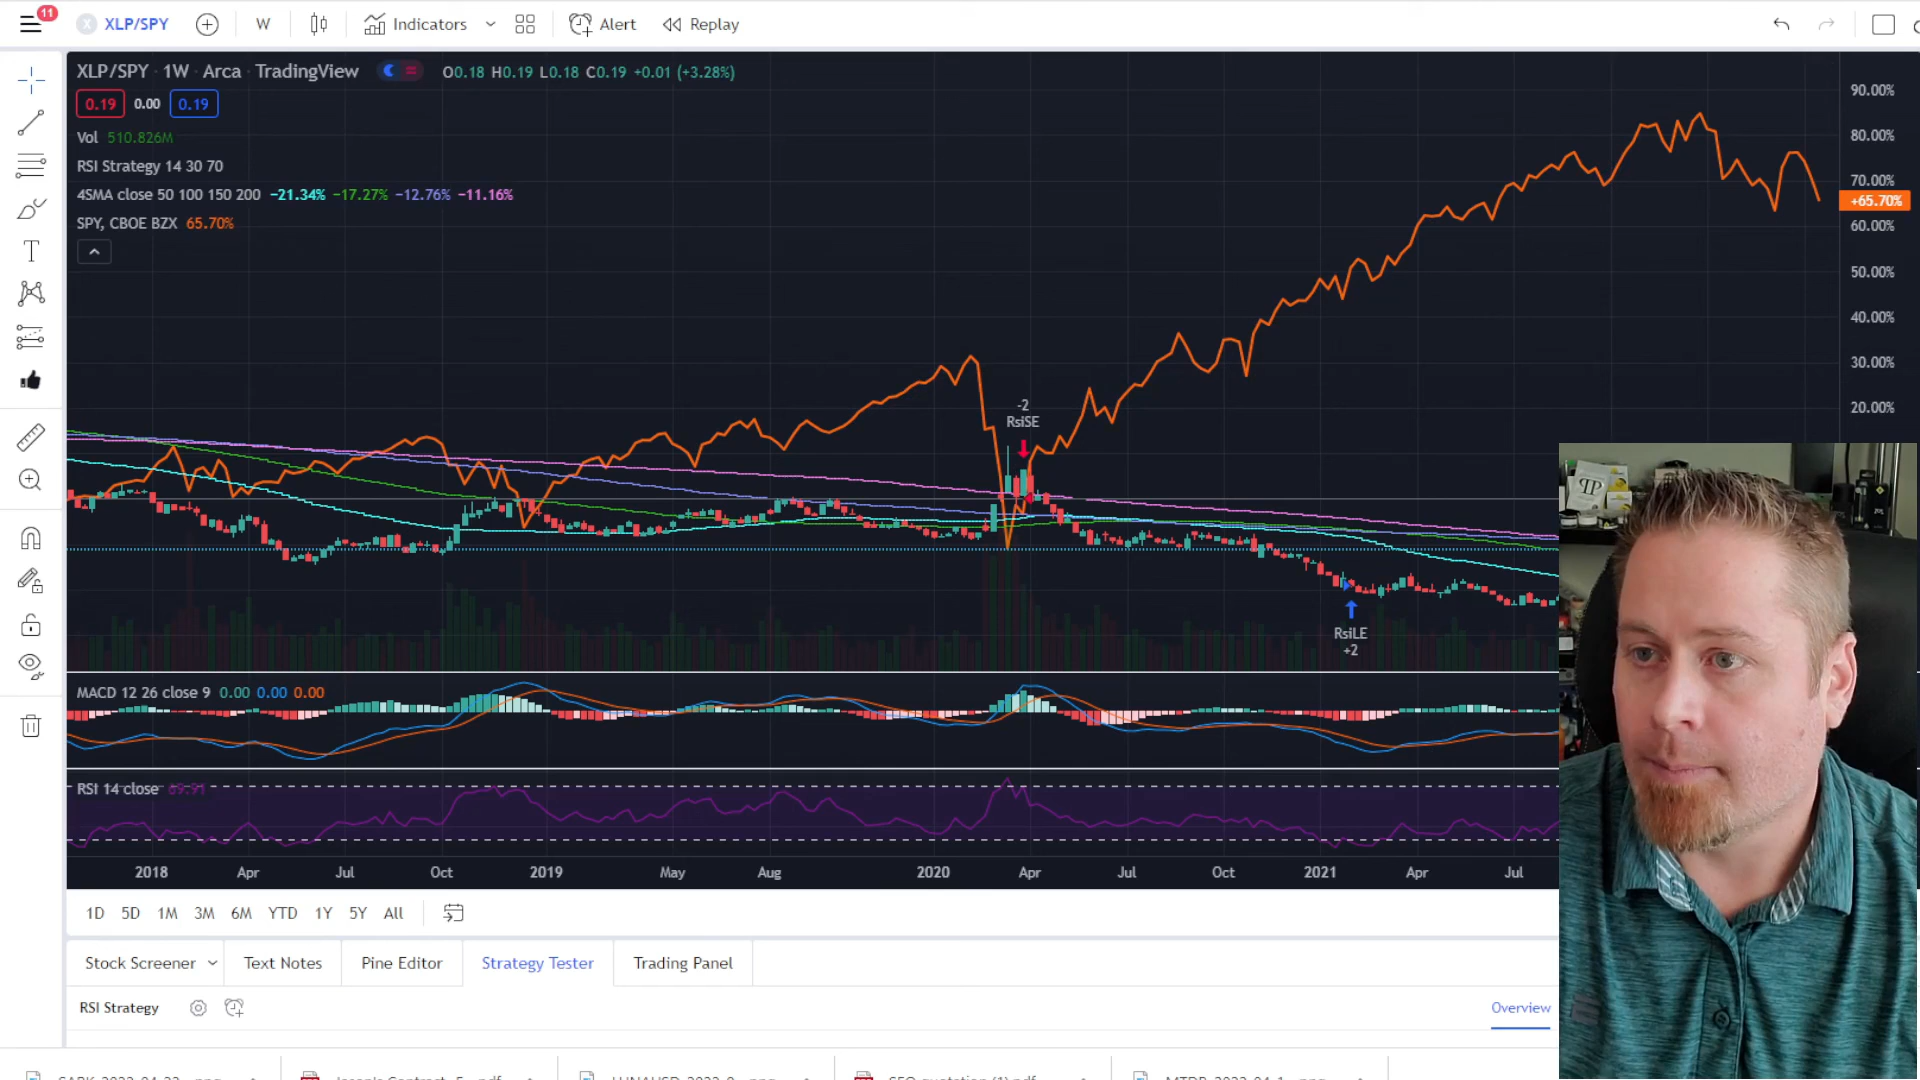 11
XLP/SPY
W
Indicators
Alert
Replay
XLP/SPY · 1W · Arca · TradingView
O0.18 H0.19 L0.18 C0.19 +0.01 (+3.28%)
0.19 0.00 0.19
Vol 510.826M
RSI Strategy 14 30 70
4SMA close 50 100 150 200 −21.34% −17.27% −12.76% −11.16%
SPY, CBOE BZX 65.70%
90.00%
80.00%
70.00%
+65.70%
60.00%
50.00%
40.00%
30.00%
20.00%
-2
RsiSE
RsiLE
+2
MACD 12 26 close 9 0.00 0.00 0.00
RSI 14 close 69.91
2018 Apr Jul Oct 2019 May Aug 2020 Apr Jul Oct 2021 Apr Jul
1D 5D 1M 3M 6M YTD 1Y 5Y All
Stock Screener
Text Notes
Pine Editor
Strategy Tester
Trading Panel
RSI Strategy
Overview